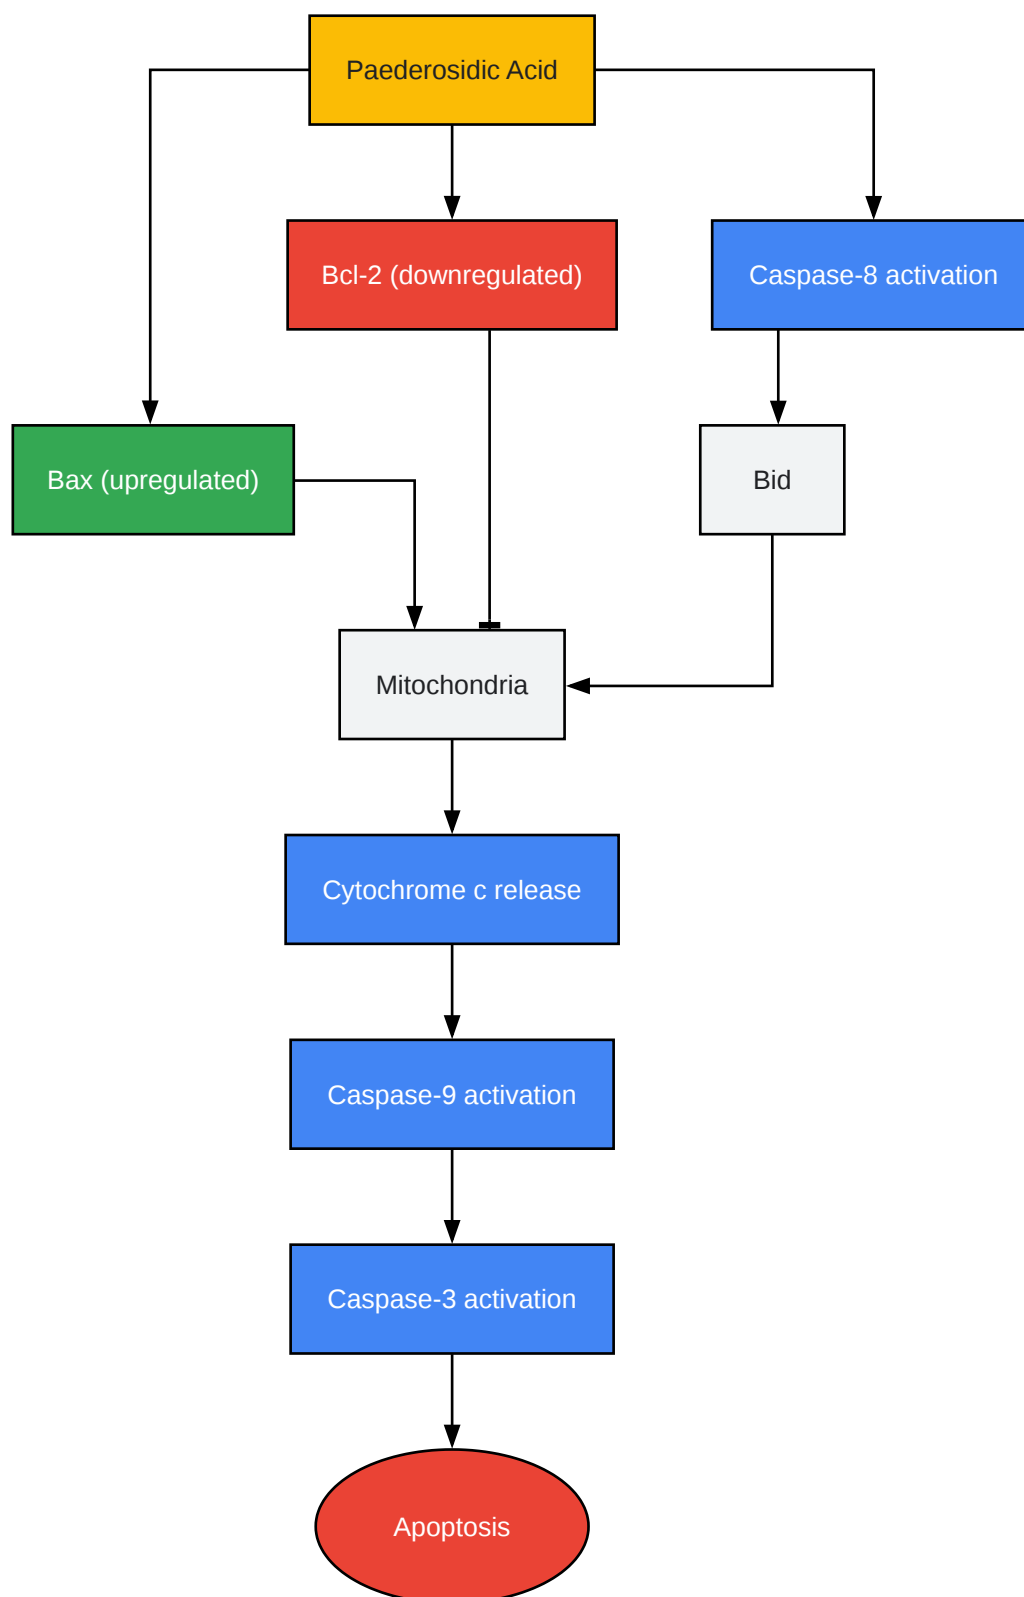 Paederosidic Acid
Bcl-2 (downregulated)
Caspase-8 activation
Bax (upregulated)
Bid
Mitochondria
Cytochrome c release
Caspase-9 activation
Caspase-3 activation
Apoptosis